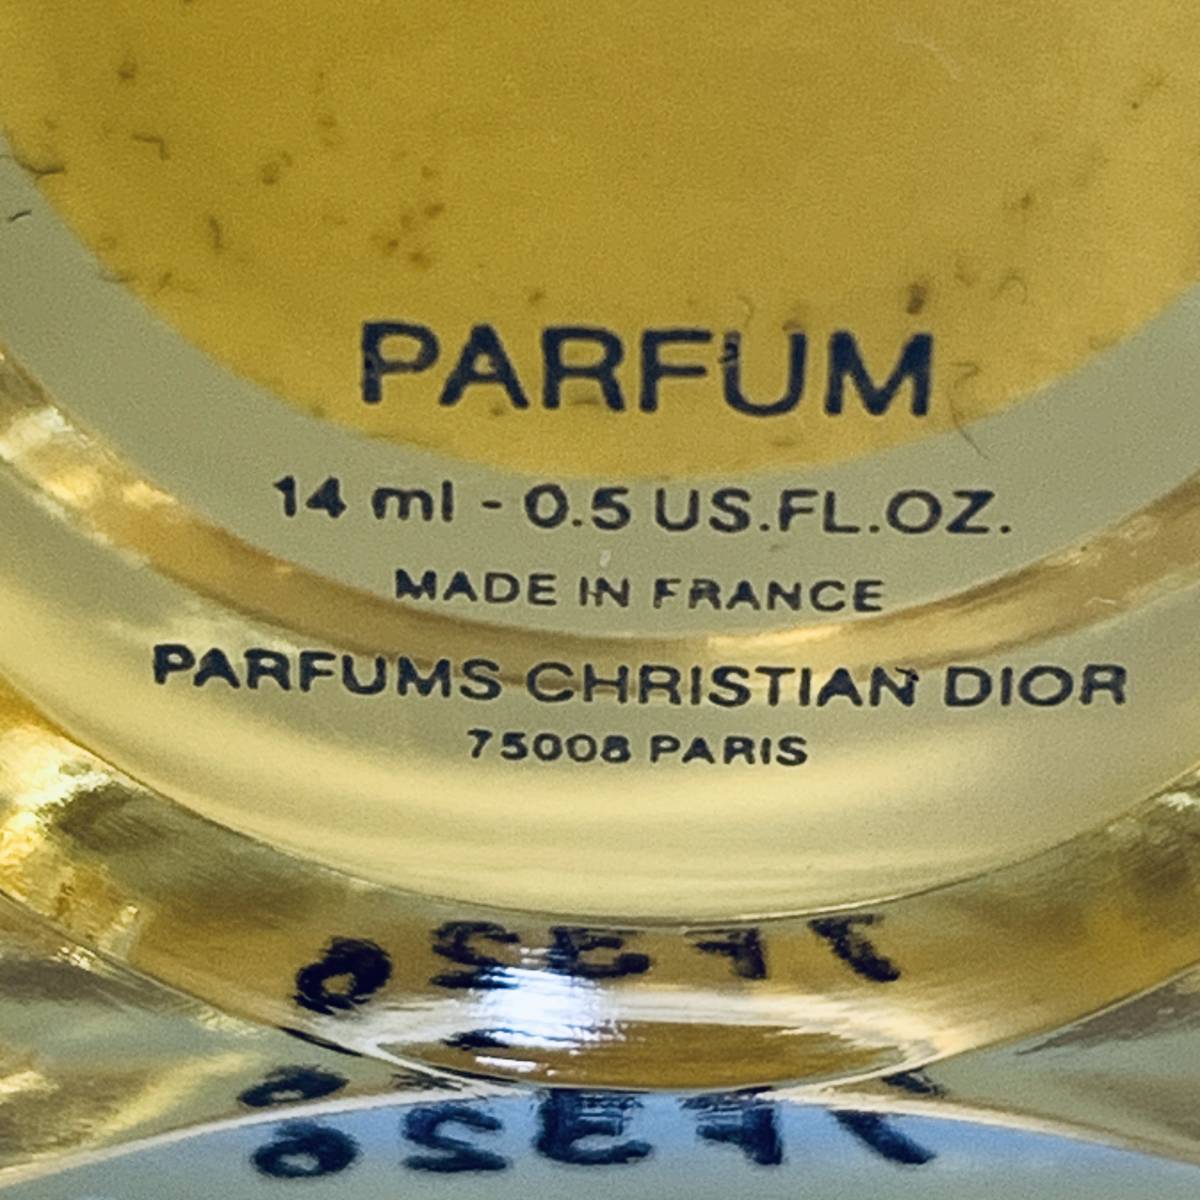 PARFUM
14 ml - 0.5 US.FL.OZ.
MADE IN FRANCE
PARFUMS CHRISTIAN DIOR
75008 PARIS